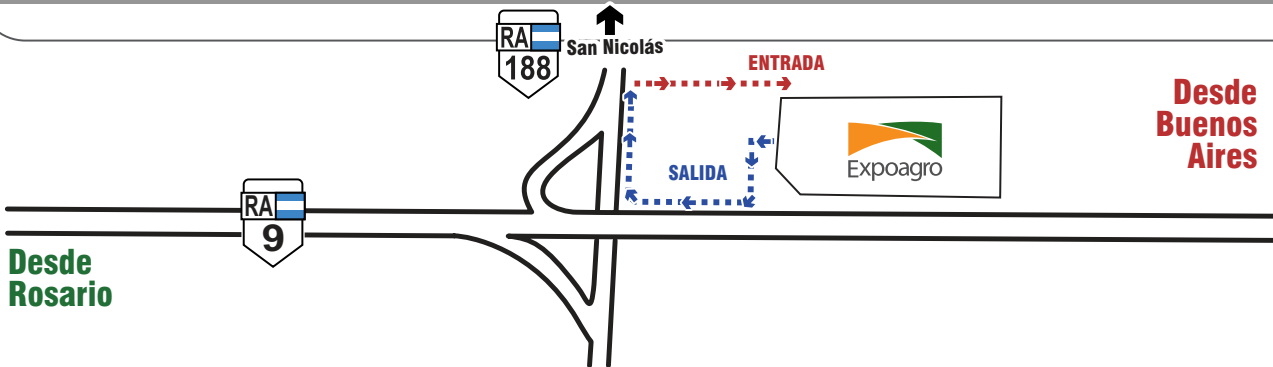 RA
188
San Nicolás
ENTRADA
Desde
Buenos
Aires
Expoagro
SALIDA
RA
9
Desde
Rosario